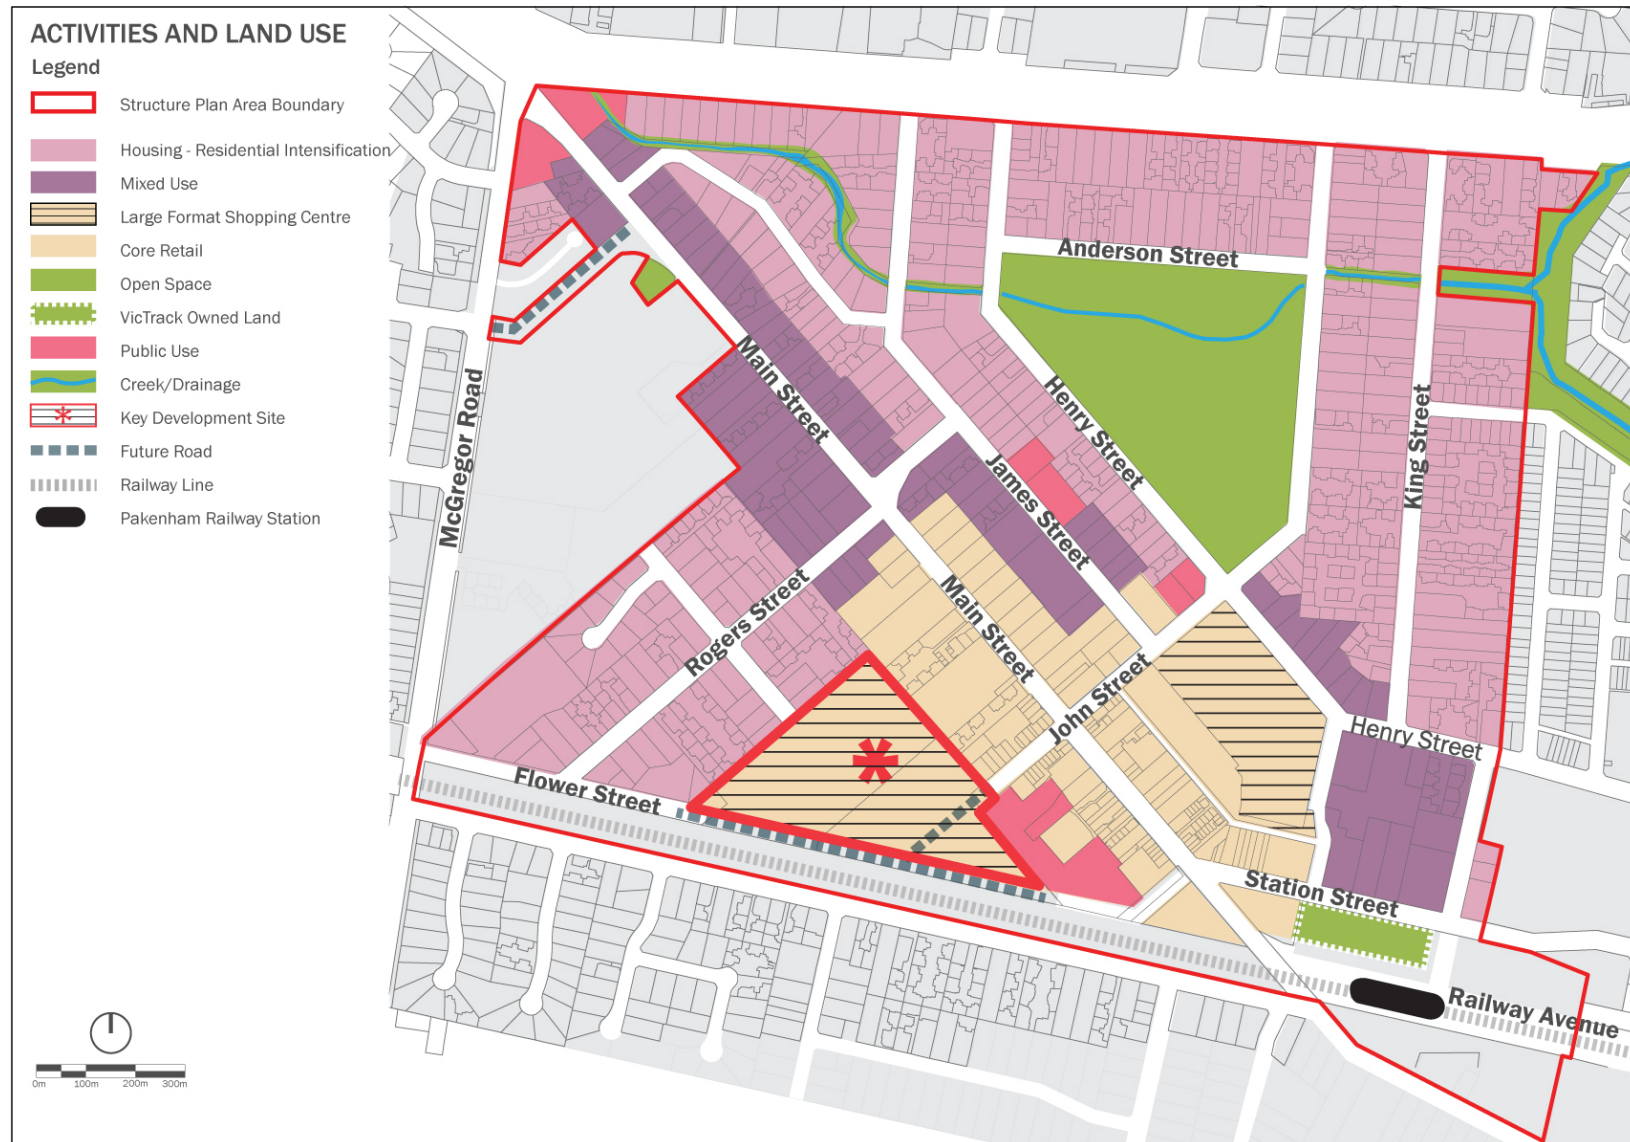 ACTIVITIES AND LAND USE
Legend
Structure Plan Area Boundary
Housing - Residential Intensification
Mixed Use
Large Format Shopping Centre
Core Retail
Open Space
VicTrack Owned Land
Public Use
Creek/Drainage
Key Development Site
Future Road
Railway Line
Pakenham Railway Station
Anderson Street
Main Street
Henry Street
McGregor Road
King Street
James Street
Rogers Street
Main Street
John Street
Henry Street
Flower Street
Station Street
Railway Avenue
0m 100m 200m 300m